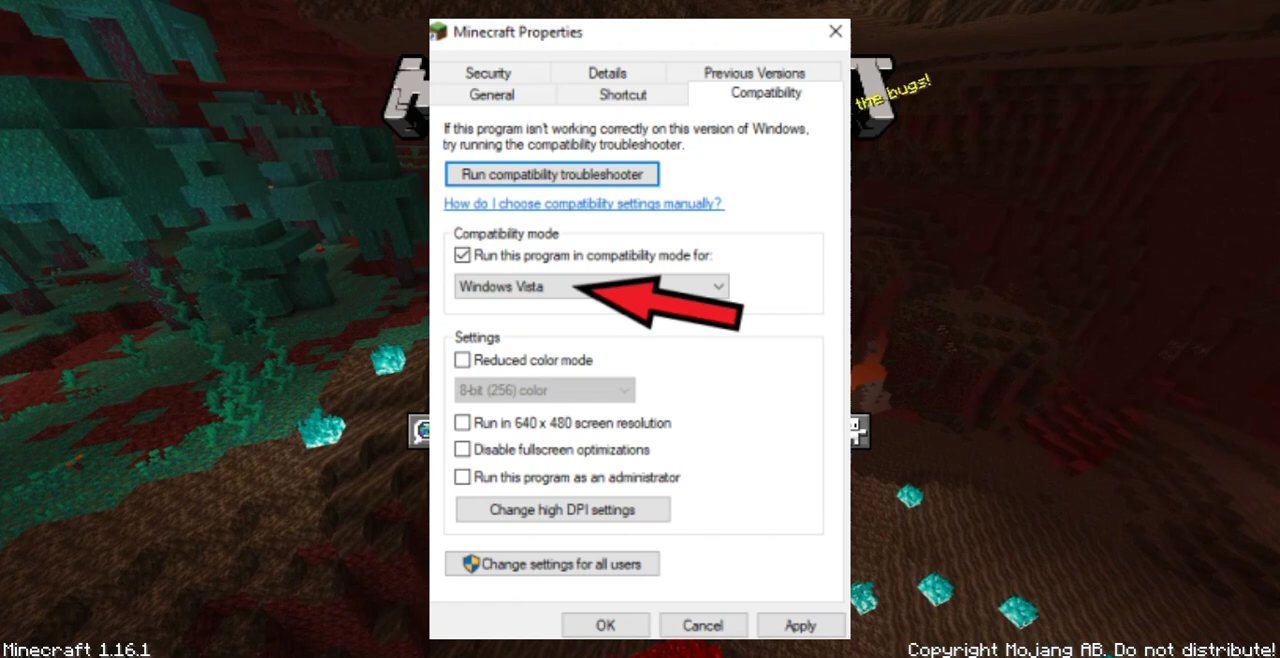 Minecraft Properties
Security Details Previous Versions
General Shortcut Compatibility
the bugs!
If this program isn't working correctly on this version of Windows,
try running the compatibility troubleshooter.
Run compatibility troubleshooter
How do I choose compatibility settings manually?
Compatibility mode
Run this program in compatibility mode for:
Windows Vista
Settings
Reduced color mode
8-bit (256) color
Run in 640 x 480 screen resolution
Disable fullscreen optimizations
Run this program as an administrator
Change high DPI settings
Change settings for all users
OK Cancel Apply
Minecraft 1.16.1
Copyright Mojang AB. Do not distribute!